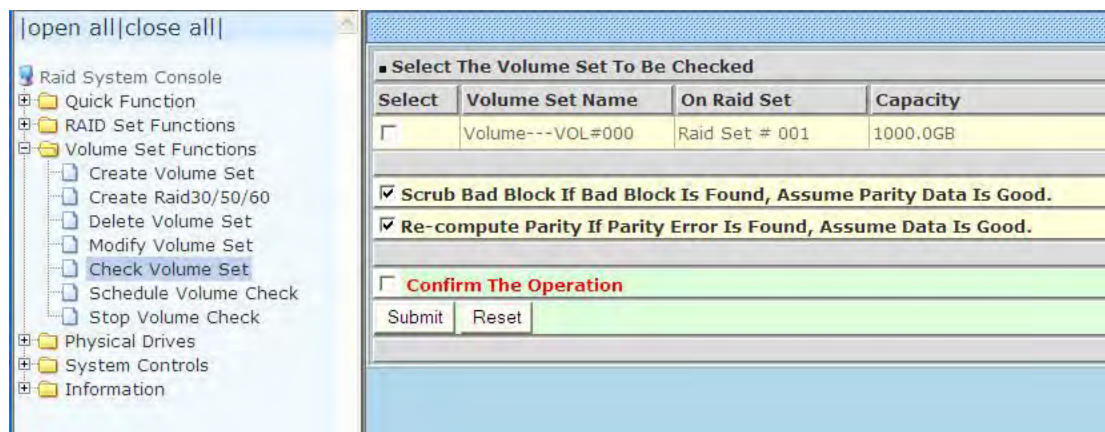 |open all|close all|
Raid System Console
Quick Function
RAID Set Functions
Volume Set Functions
Create Volume Set
Create Raid30/50/60
Delete Volume Set
Modify Volume Set
Check Volume Set
Schedule Volume Check
Stop Volume Check
Physical Drives
System Controls
Information
Select The Volume Set To Be Checked
Select Volume Set Name On Raid Set Capacity
Volume---VOL#000 Raid Set # 001 1000.0GB
Scrub Bad Block If Bad Block Is Found, Assume Parity Data Is Good.
Re-compute Parity If Parity Error Is Found, Assume Data Is Good.
Confirm The Operation
Submit Reset